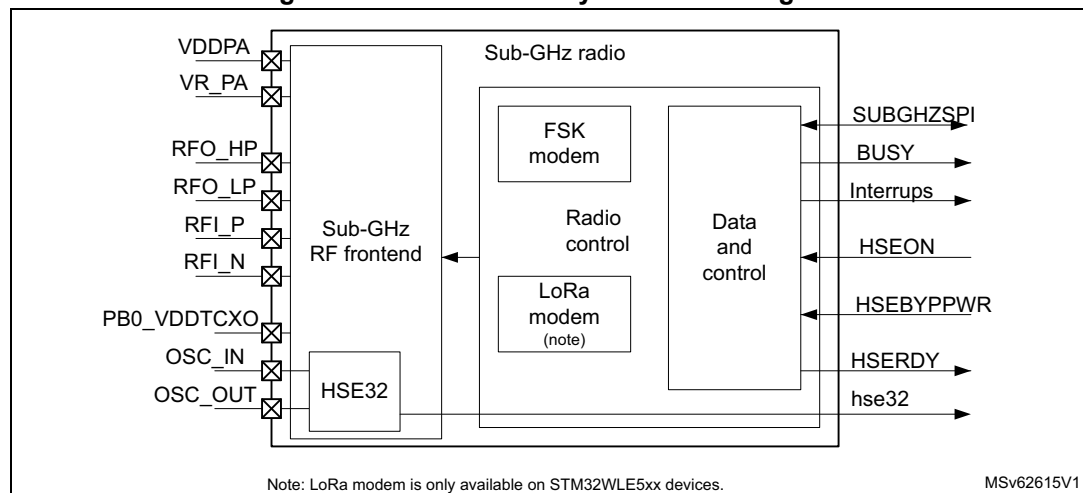 VDDPA
VR_PA
RFO_HP
RFO_LP
RFI_P
RFI_N
PB0_VDDTCXO
OSC_IN
OSC_OUT
Sub-GHz radio
Sub-GHz
RF frontend
HSE32
FSK
modem
Radio
control
LoRa
modem
(note)
Data
and
control
SUBGHZSPI
BUSY
Interrups
HSEON
HSEBYPPWR
HSERDY
hse32
Note: LoRa modem is only available on STM32WLE5xx devices.
MSv62615V1